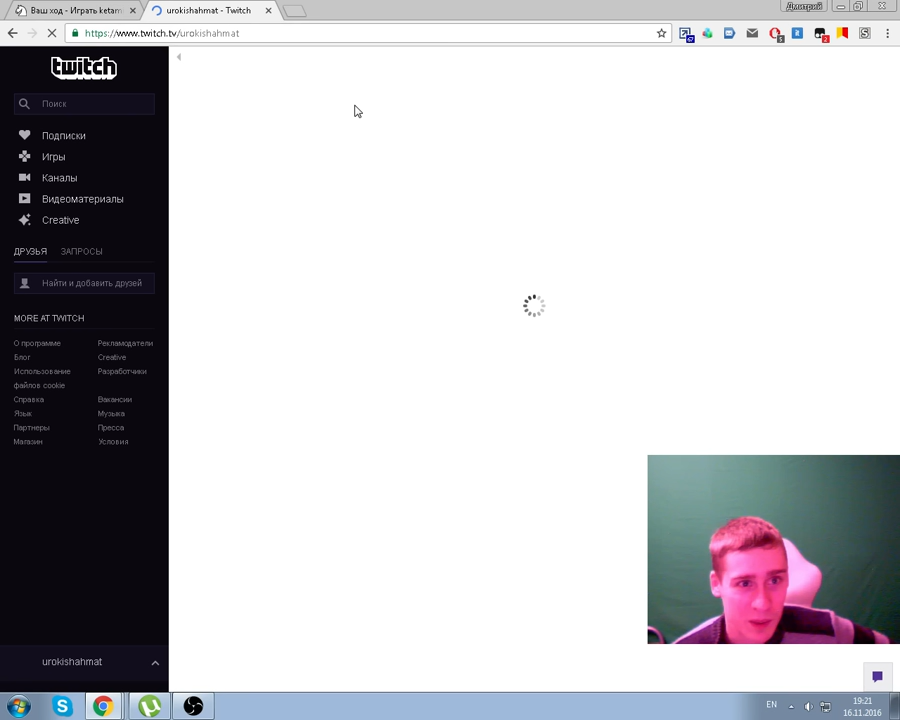 Ваш ход - Играть ketam
urokishahmat - Twitch
Дмитрий
https://www.twitch.tv/urokishahmat
twitch
Поиск
Подписки
Игры
Каналы
Видеоматериалы
Creative
ДРУЗЬЯ ЗАПРОСЫ
Найти и добавить друзей
MORE AT TWITCH
О программе Рекламодатели
Блог Creative
Использование Разработчики
файлов cookie
Справка Вакансии
Язык Музыка
Партнеры Пресса
Магазин Условия
urokishahmat
EN
19:21
16.11.2016